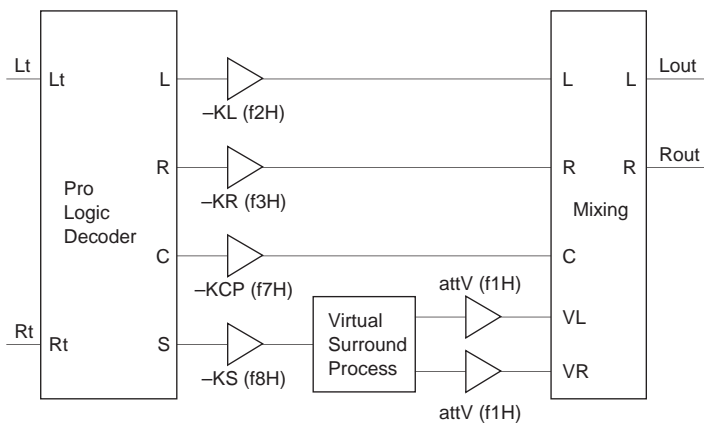 Lt
Lt
L
–KL (f2H)
L
L
Lout
R
–KR (f3H)
R
R
Rout
Pro
Logic
Decoder
Mixing
C
–KCP (f7H)
C
attV (f1H)
Rt
Rt
S
–KS (f8H)
Virtual
Surround
Process
VL
VR
attV (f1H)